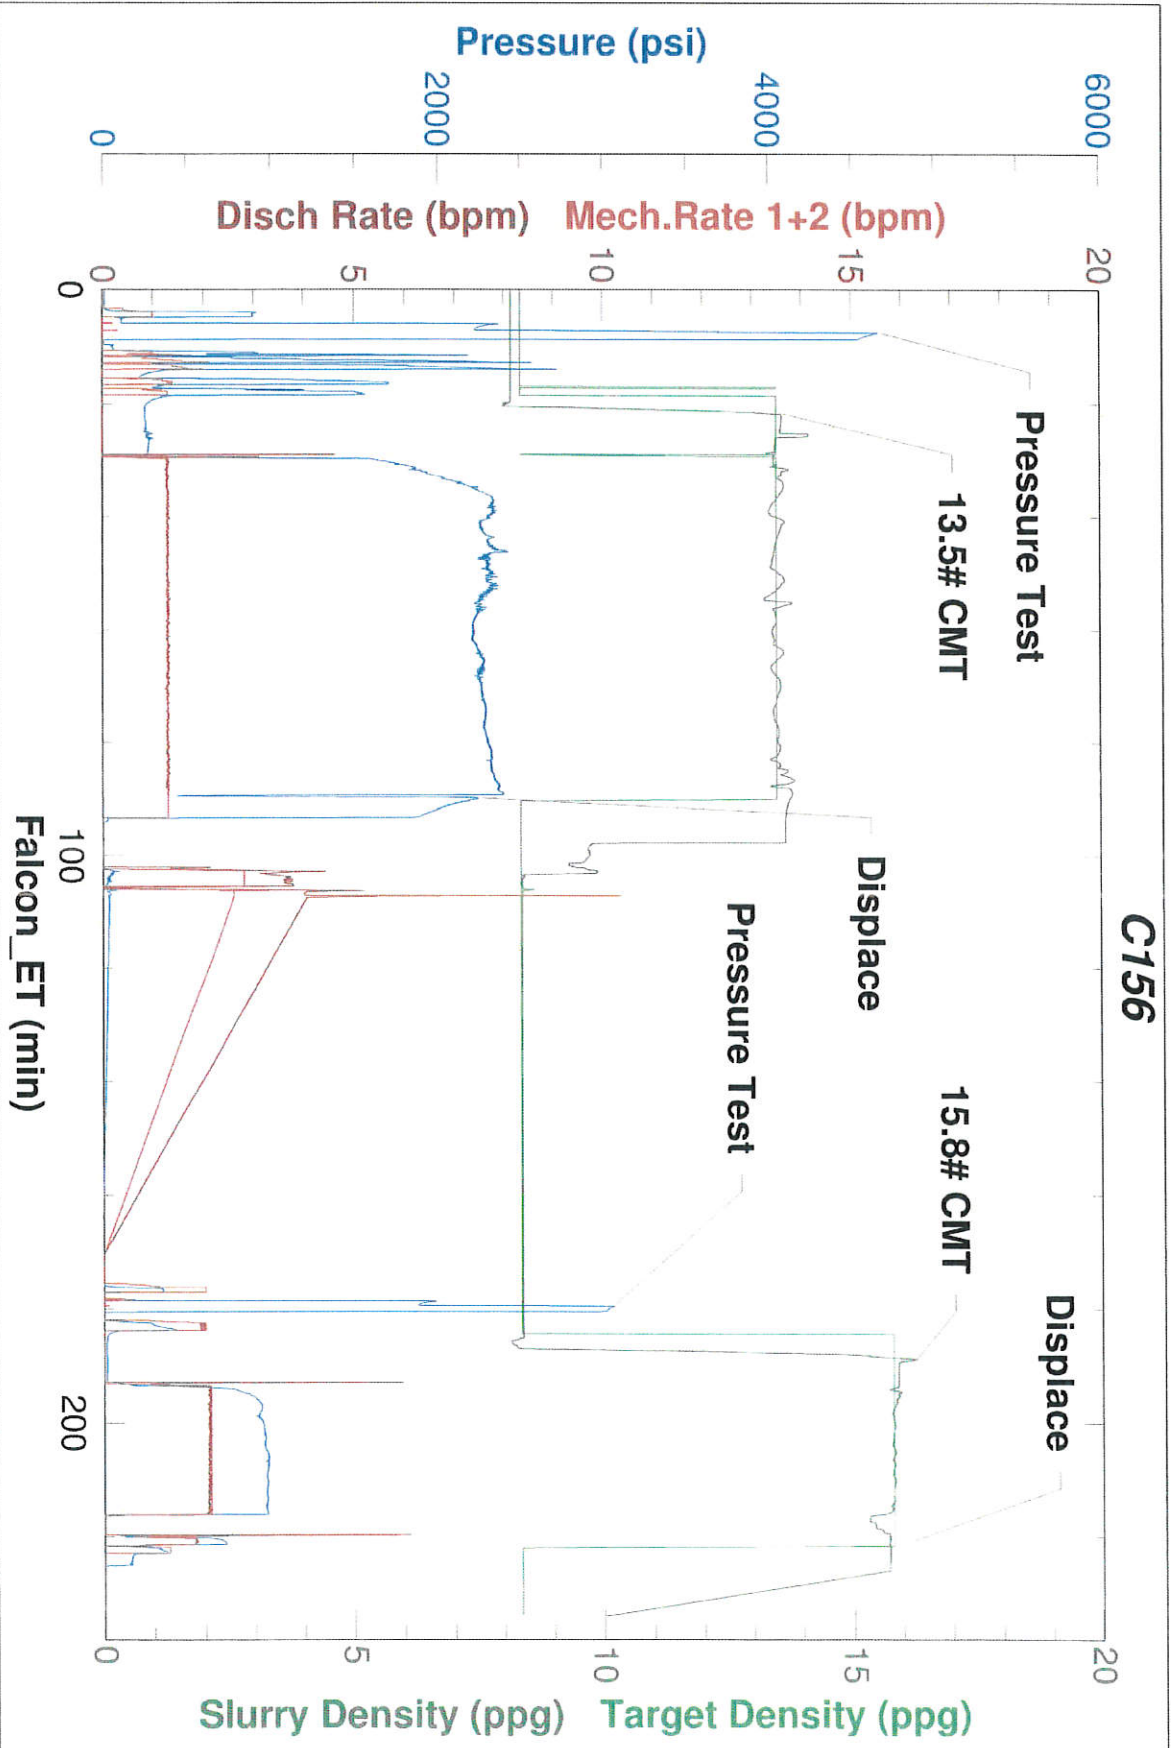 C156
Pressure (psi)
6000
4000
2000
0
Disch Rate (bpm) Mech.Rate 1+2 (bpm)
20
15
10
5
0
Pressure Test
13.5# CMT
Displace
Pressure Test
15.8# CMT
Displace
0
100
200
Falcon_ET (min)
20
15
10
5
0
Slurry Density (ppg) Target Density (ppg)